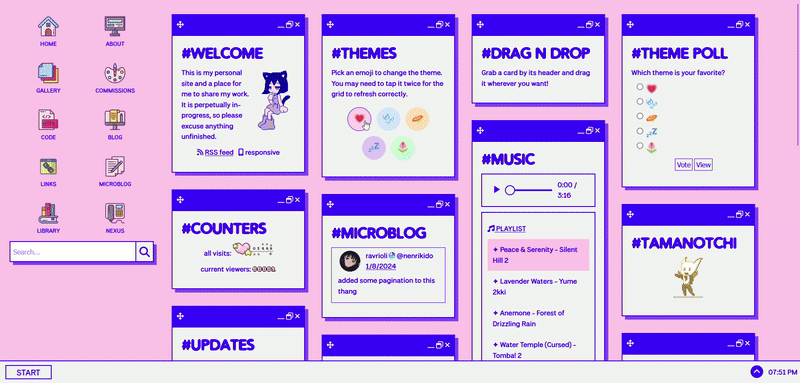 HOME
ABOUT
GALLERY
COMMISSIONS
CODE
BLOG
LINKS
MICROBLOG
LIBRARY
NEXUS
Search...
#WELCOME
This is my personal
site and a place for
me to share my work.
It is perpetually in-
progress, so please
excuse anything
unfinished.
RSS feed
responsive
#COUNTERS
all visits:
current viewers:
#UPDATES
#THEMES
Pick an emoji to change the theme.
You may need to tap it twice for the
grid to refresh correctly.
#MICROBLOG
ravrioli @nenrikido
1/8/2024
added some pagination to this
thang
#DRAG N DROP
Grab a card by its header and drag
it wherever you want!
#MUSIC
0:00 /
3:16
PLAYLIST
✦ Peace & Serenity - Silent
Hill 2
✦ Lavender Waters - Yume
2kki
✦ Anemone - Forest of
Drizzling Rain
✦ Water Temple (Cursed) -
Tomba! 2
#THEME POLL
Which theme is your favorite?
Vote View
#TAMANOTCHI
START
07:51 PM